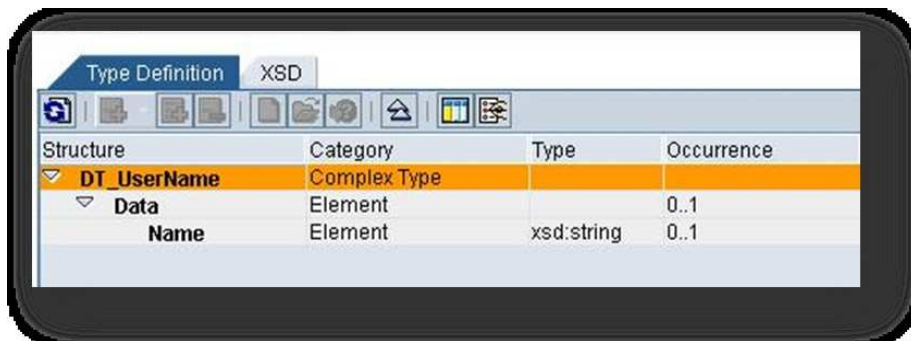 Type Definition XSD
Structure Category Type Occurrence
DT_UserName Complex Type
Data Element 0..1
Name Element xsd:string 0..1